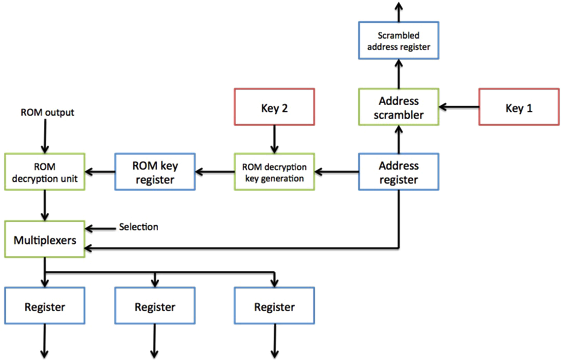 Scrambled
address register
Key 2
Address
scrambler
Key 1
ROM output
ROM
decryption unit
ROM key
register
ROM decryption
key generation
Address
register
Multiplexers
Selection
Register
Register
Register